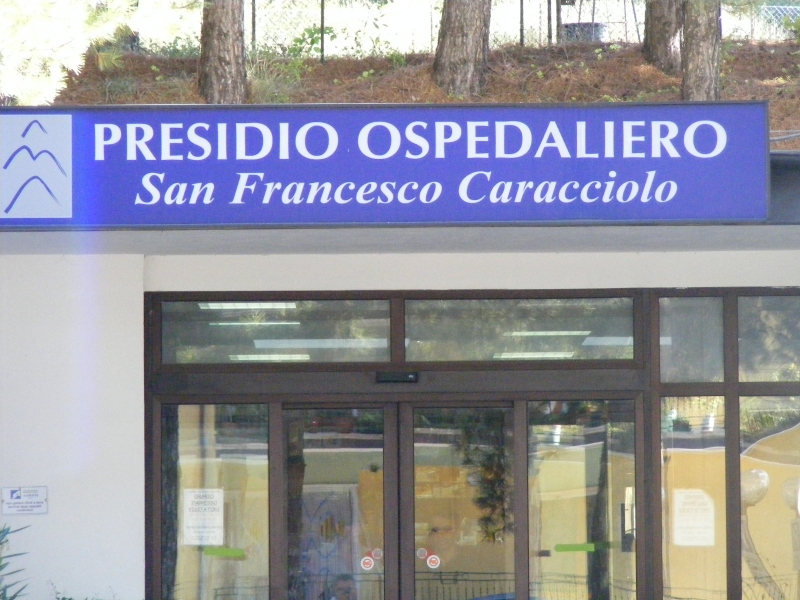 PRESIDIO OSPEDALIERO
San Francesco Caracciolo